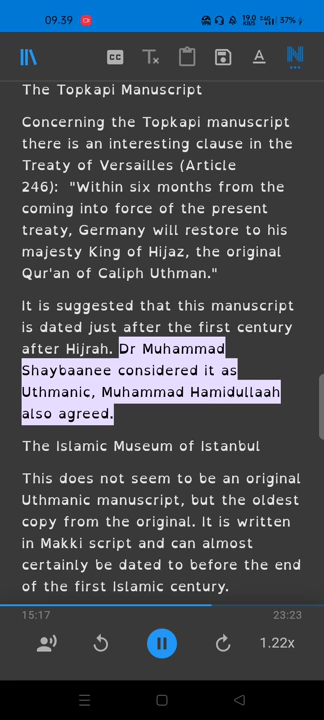 09.39
19.0 KB/S
37%
CC
The Topkapi Manuscript
Concerning the Topkapi manuscript
there is an interesting clause in the
Treaty of Versailles (Article
246):  "Within six months from the
coming into force of the present
treaty, Germany will restore to his
majesty King of Hijaz, the original
Qur'an of Caliph Uthman."
It is suggested that this manuscript
is dated just after the first century
after Hijrah. Dr Muhammad
Shaybaanee considered it as
Uthmanic, Muhammad Hamidullaah
also agreed.
The Islamic Museum of Istanbul
This does not seem to be an original
Uthmanic manuscript, but the oldest
copy from the original. It is written
in Makki script and can almost
certainly be dated to before the end
of the first Islamic century.
15:17
23:23
1.22x